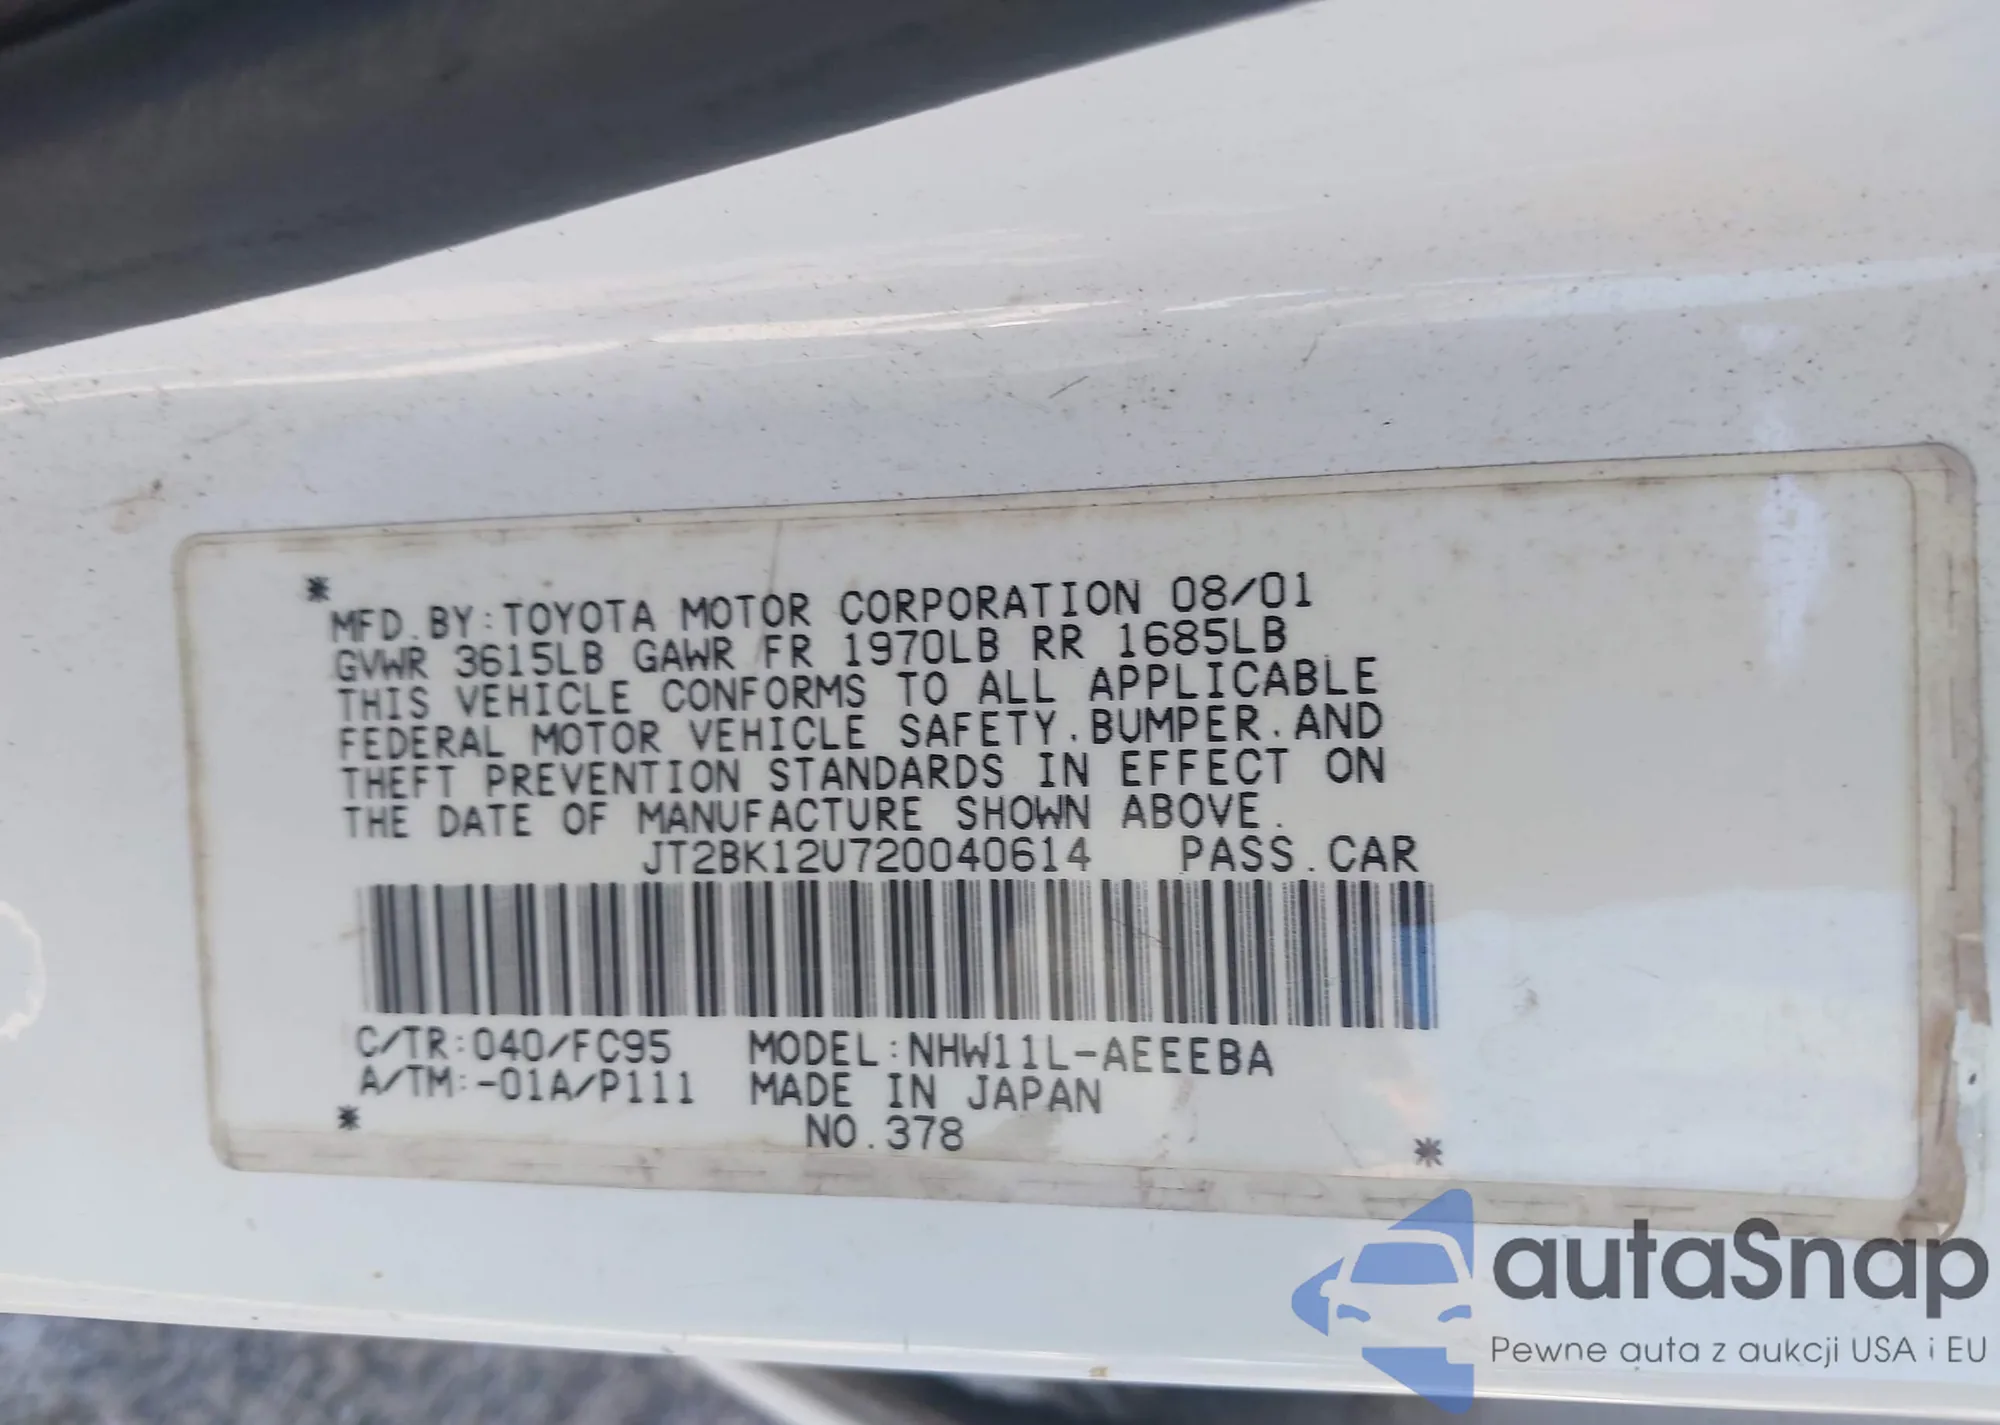 *
MFD.BY:TOYOTA MOTOR CORPORATION 08/01
GVWR 3615LB GAWR FR 1970LB RR 1685LB
THIS VEHICLE CONFORMS TO ALL APPLICABLE
FEDERAL MOTOR VEHICLE SAFETY.BUMPER.AND
THEFT PREVENTION STANDARDS IN EFFECT ON
THE DATE OF MANUFACTURE SHOWN ABOVE.
JT2BK12U720040614 PASS.CAR
C/TR:040/FC95 MODEL:NHW11L-AEEEBA
A/TM:-01A/P111 MADE IN JAPAN
* NO.378 *
autaSnap
Pewne auta z aukcji USA i EU